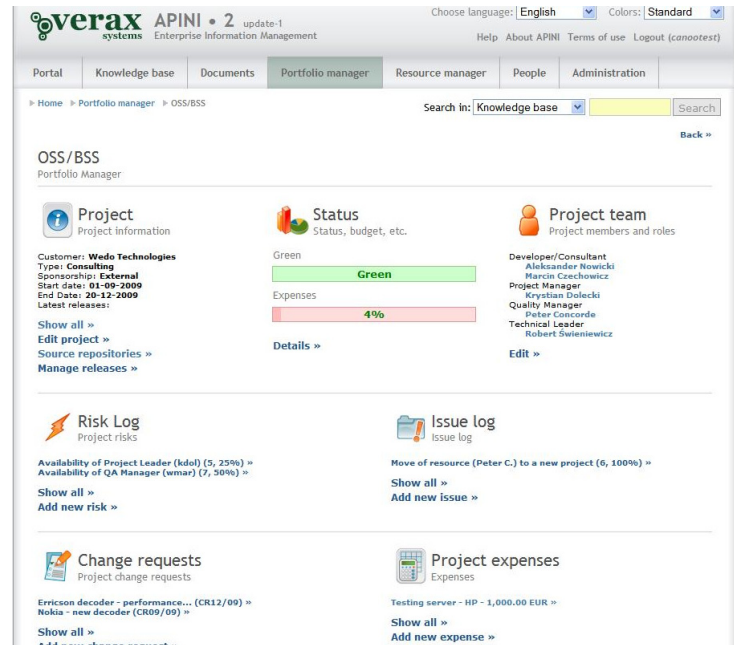 Choose language: English Colors: Standard
verax systems APINI • 2 update-1
Enterprise Information Management
Help About APINI Terms of use Logout (canootest)
Portal Knowledge base Documents Portfolio manager Resource manager People Administration
Home Portfolio manager OSS/BSS
Search in: Knowledge base Search
Back »
OSS/BSS
Portfolio Manager
Project
Project information
Customer: Wedo Technologies
Type: Consulting
Sponsorship: External
Start date: 01-09-2009
End Date: 20-12-2009
Latest releases:
Show all »
Edit project »
Source repositories »
Manage releases »
Status
Status, budget, etc.
Green
Green
Expenses
4%
Details »
Project team
Project members and roles
Developer/Consultant
Aleksander Nowicki
Marcin Czechowicz
Project Manager
Krystian Dolecki
Quality Manager
Peter Concorde
Technical Leader
Robert Świeniewicz
Edit »
Risk Log
Project risks
Availability of Project Leader (kdol) (5, 25%) »
Availability of QA Manager (wmar) (7, 50%) »
Show all »
Add new risk »
Issue log
Issue log
Move of resource (Peter C.) to a new project (6, 100%) »
Show all »
Add new issue »
Change requests
Project change requests
Erricson decoder - performance... (CR12/09) »
Nokia - new decoder (CR09/09) »
Show all »
Add new change request »
Project expenses
Expenses
Testing server - HP - 1,000.00 EUR »
Show all »
Add new expense »